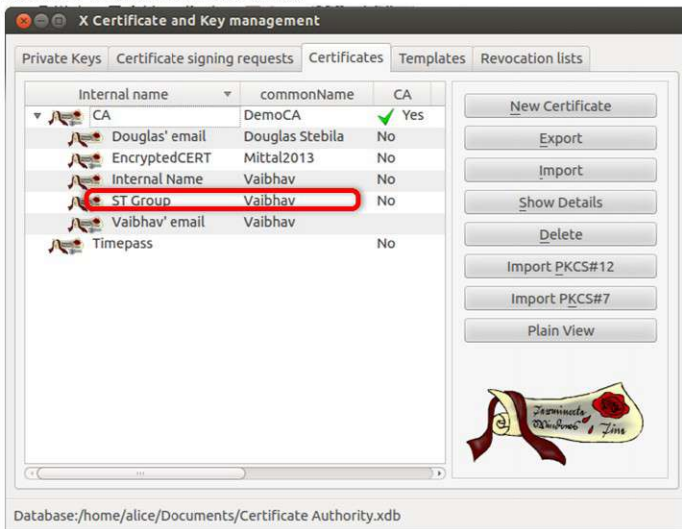 X Certificate and Key management
Private Keys Certificate signing requests Certificates Templates Revocation lists
Internal name commonName CA
CA DemoCA Yes
Douglas' email Douglas Stebila No
EncryptedCERT Mittal2013 No
Internal Name Vaibhav No
ST Group Vaibhav No
Vaibhav' email Vaibhav
Timepass No
New Certificate
Export
Import
Show Details
Delete
Import PKCS#12
Import PKCS#7
Plain View
Database:/home/alice/Documents/Certificate Authority.xdb